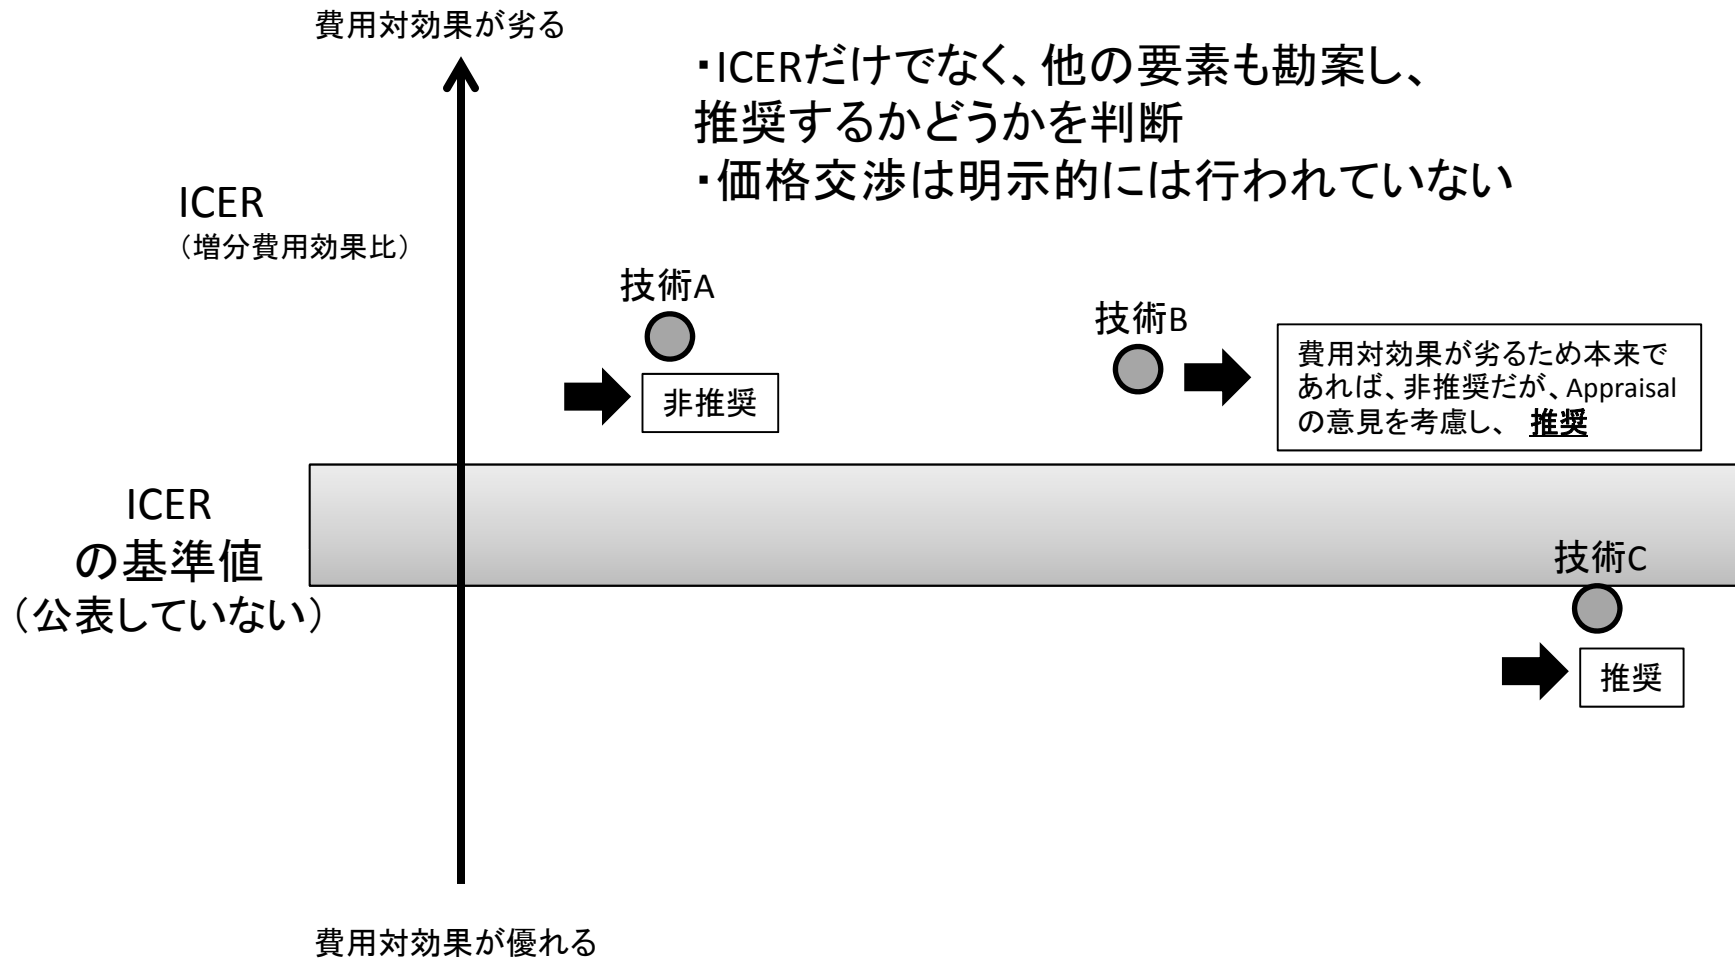 費用対効果が劣る
・ICERだけでなく、他の要素も勘案し、
推奨するかどうかを判断
・価格交渉は明示的には行われていない
ICER
（増分費用効果比）
技術A
非推奨
技術B
費用対効果が劣るため本来で
あれば、非推奨だが、Appraisal
の意見を考慮し、 推奨
ICER
の基準値
（公表していない）
技術C
推奨
費用対効果が優れる